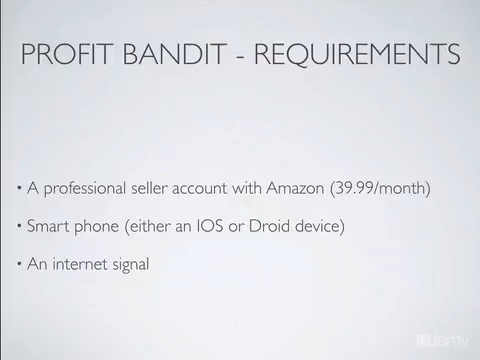 PROFIT BANDIT - REQUIREMENTS
• A professional seller account with Amazon (39.99/month)
• Smart phone (either an IOS or Droid device)
• An internet signal